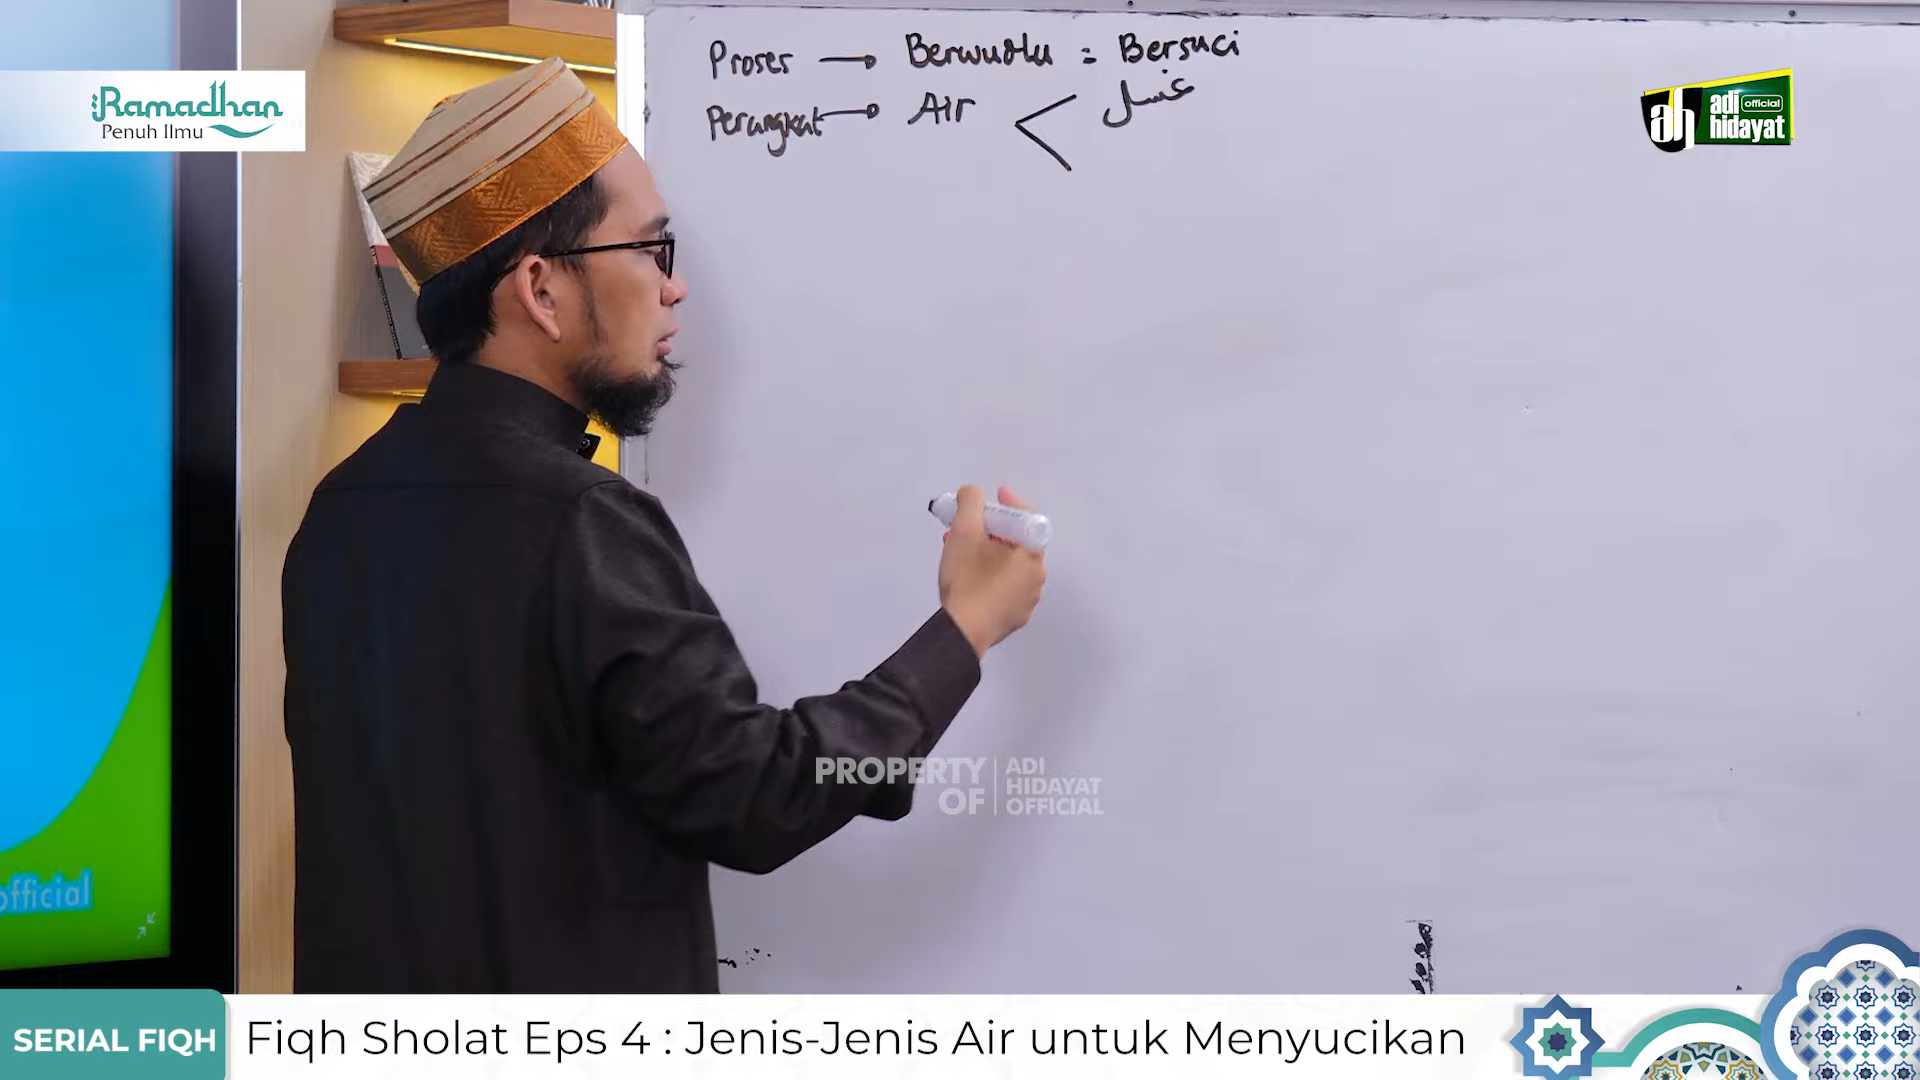 Proses → Berwudhu = Bersuci
Perangkat → Air < غسل
Ramadhan
Penuh Ilmu
ah adi hidayat official
PROPERTY OF | ADI HIDAYAT OFFICIAL
official
SERIAL FIQH
Fiqh Sholat Eps 4 : Jenis-Jenis Air untuk Menyucikan